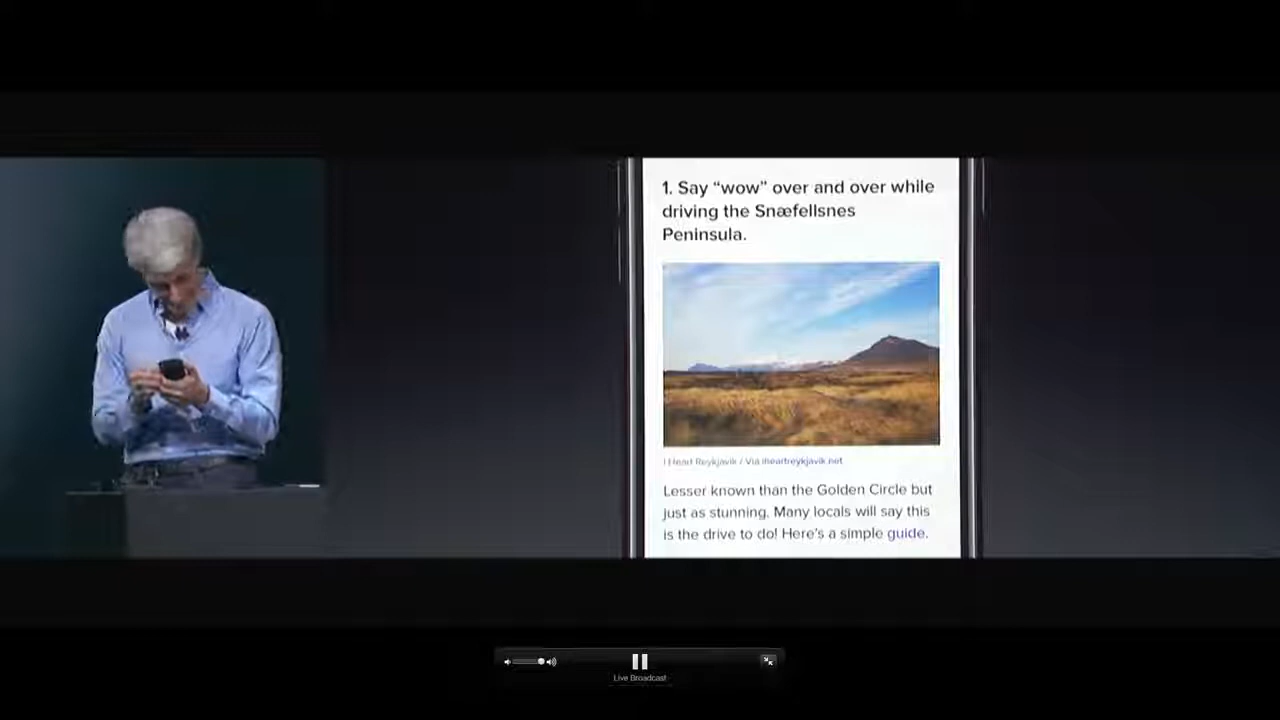 1. Say “wow” over and over while
driving the Snæfellsnes
Peninsula.
I Heart Reykjavik / Via iheartreykjavik.net
Lesser known than the Golden Circle but
just as stunning. Many locals will say this
is the drive to do! Here's a simple guide.
Live Broadcast